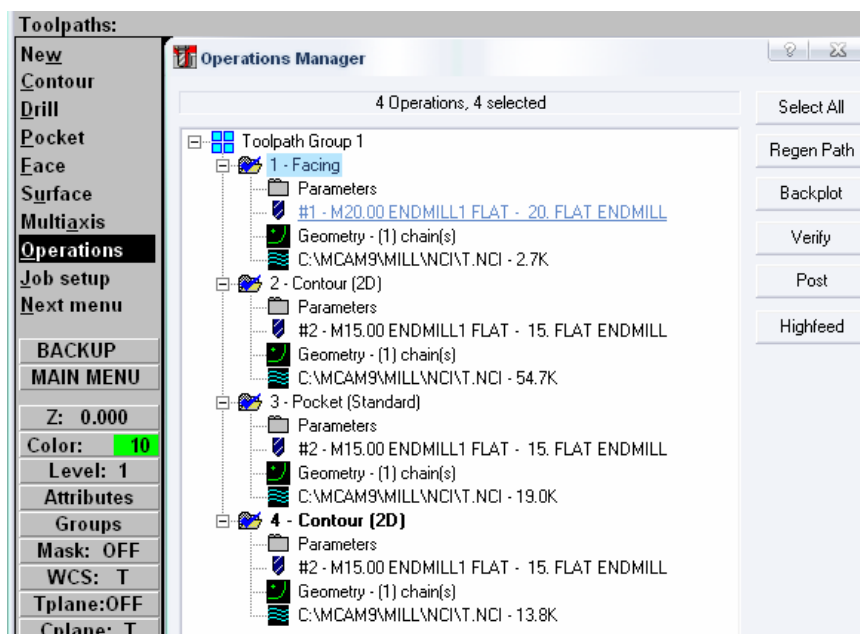 Toolpaths:
New
Contour
Drill
Pocket
Face
Surface
Multiaxis
Operations
Job setup
Next menu
BACKUP
MAIN MENU
Z: 0.000
Color: 10
Level: 1
Attributes
Groups
Mask: OFF
WCS: T
Tplane:OFF
Cplane: T
Operations Manager
4 Operations, 4 selected
Toolpath Group 1
1 - Facing
Parameters
#1 - M20.00 ENDMILL1 FLAT - 20. FLAT ENDMILL
Geometry - (1) chain(s)
C:\MCAM9\MILL\NCI\T.NCI - 2.7K
2 - Contour (2D)
Parameters
#2 - M15.00 ENDMILL1 FLAT - 15. FLAT ENDMILL
Geometry - (1) chain(s)
C:\MCAM9\MILL\NCI\T.NCI - 54.7K
3 - Pocket (Standard)
Parameters
#2 - M15.00 ENDMILL1 FLAT - 15. FLAT ENDMILL
Geometry - (1) chain(s)
C:\MCAM9\MILL\NCI\T.NCI - 19.0K
4 - Contour (2D)
Parameters
#2 - M15.00 ENDMILL1 FLAT - 15. FLAT ENDMILL
Geometry - (1) chain(s)
C:\MCAM9\MILL\NCI\T.NCI - 13.8K
Select All
Regen Path
Backplot
Verify
Post
Highfeed